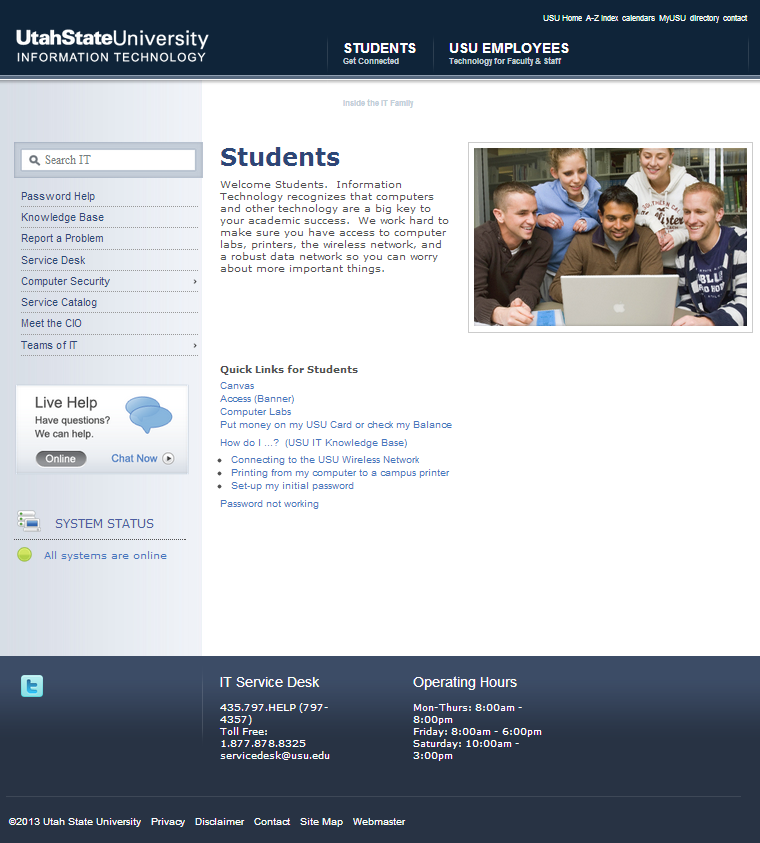 USU Home A-Z Index calendars MyUSU directory contact
UtahStateUniversity
INFORMATION TECHNOLOGY
STUDENTS
Get Connected
USU EMPLOYEES
Technology for Faculty & Staff
Inside the IT Family
Search IT
Password Help
Knowledge Base
Report a Problem
Service Desk
Computer Security ›
Service Catalog
Meet the CIO
Teams of IT ›
Live Help
Have questions?
We can help.
Online
Chat Now
SYSTEM STATUS
All systems are online
Students
Welcome Students. Information
Technology recognizes that computers
and other technology are a big key to
your academic success. We work hard to
make sure you have access to computer
labs, printers, the wireless network, and
a robust data network so you can worry
about more important things.
Quick Links for Students
Canvas
Access (Banner)
Computer Labs
Put money on my USU Card or check my Balance
How do I ...? (USU IT Knowledge Base)
• Connecting to the USU Wireless Network
• Printing from my computer to a campus printer
• Set-up my initial password
Password not working
IT Service Desk
435.797.HELP (797-
4357)
Toll Free:
1.877.878.8325
servicedesk@usu.edu
Operating Hours
Mon-Thurs: 8:00am -
8:00pm
Friday: 8:00am - 6:00pm
Saturday: 10:00am -
3:00pm
©2013 Utah State University Privacy Disclaimer Contact Site Map Webmaster